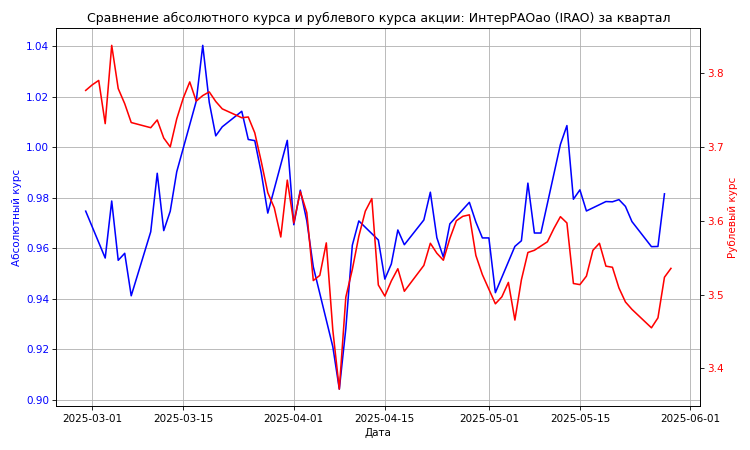 Сравнение абсолютного курса и рублевого курса акции: ИнтерРАОао (IRAO) за квартал
1.04
1.02
1.00
0.98
0.96
0.94
0.92
0.90
Абсолютный курс
3.8
3.7
3.6
3.5
3.4
Рублевый курс
2025-03-01 2025-03-15 2025-04-01 2025-04-15 2025-05-01 2025-05-15 2025-06-01
Дата